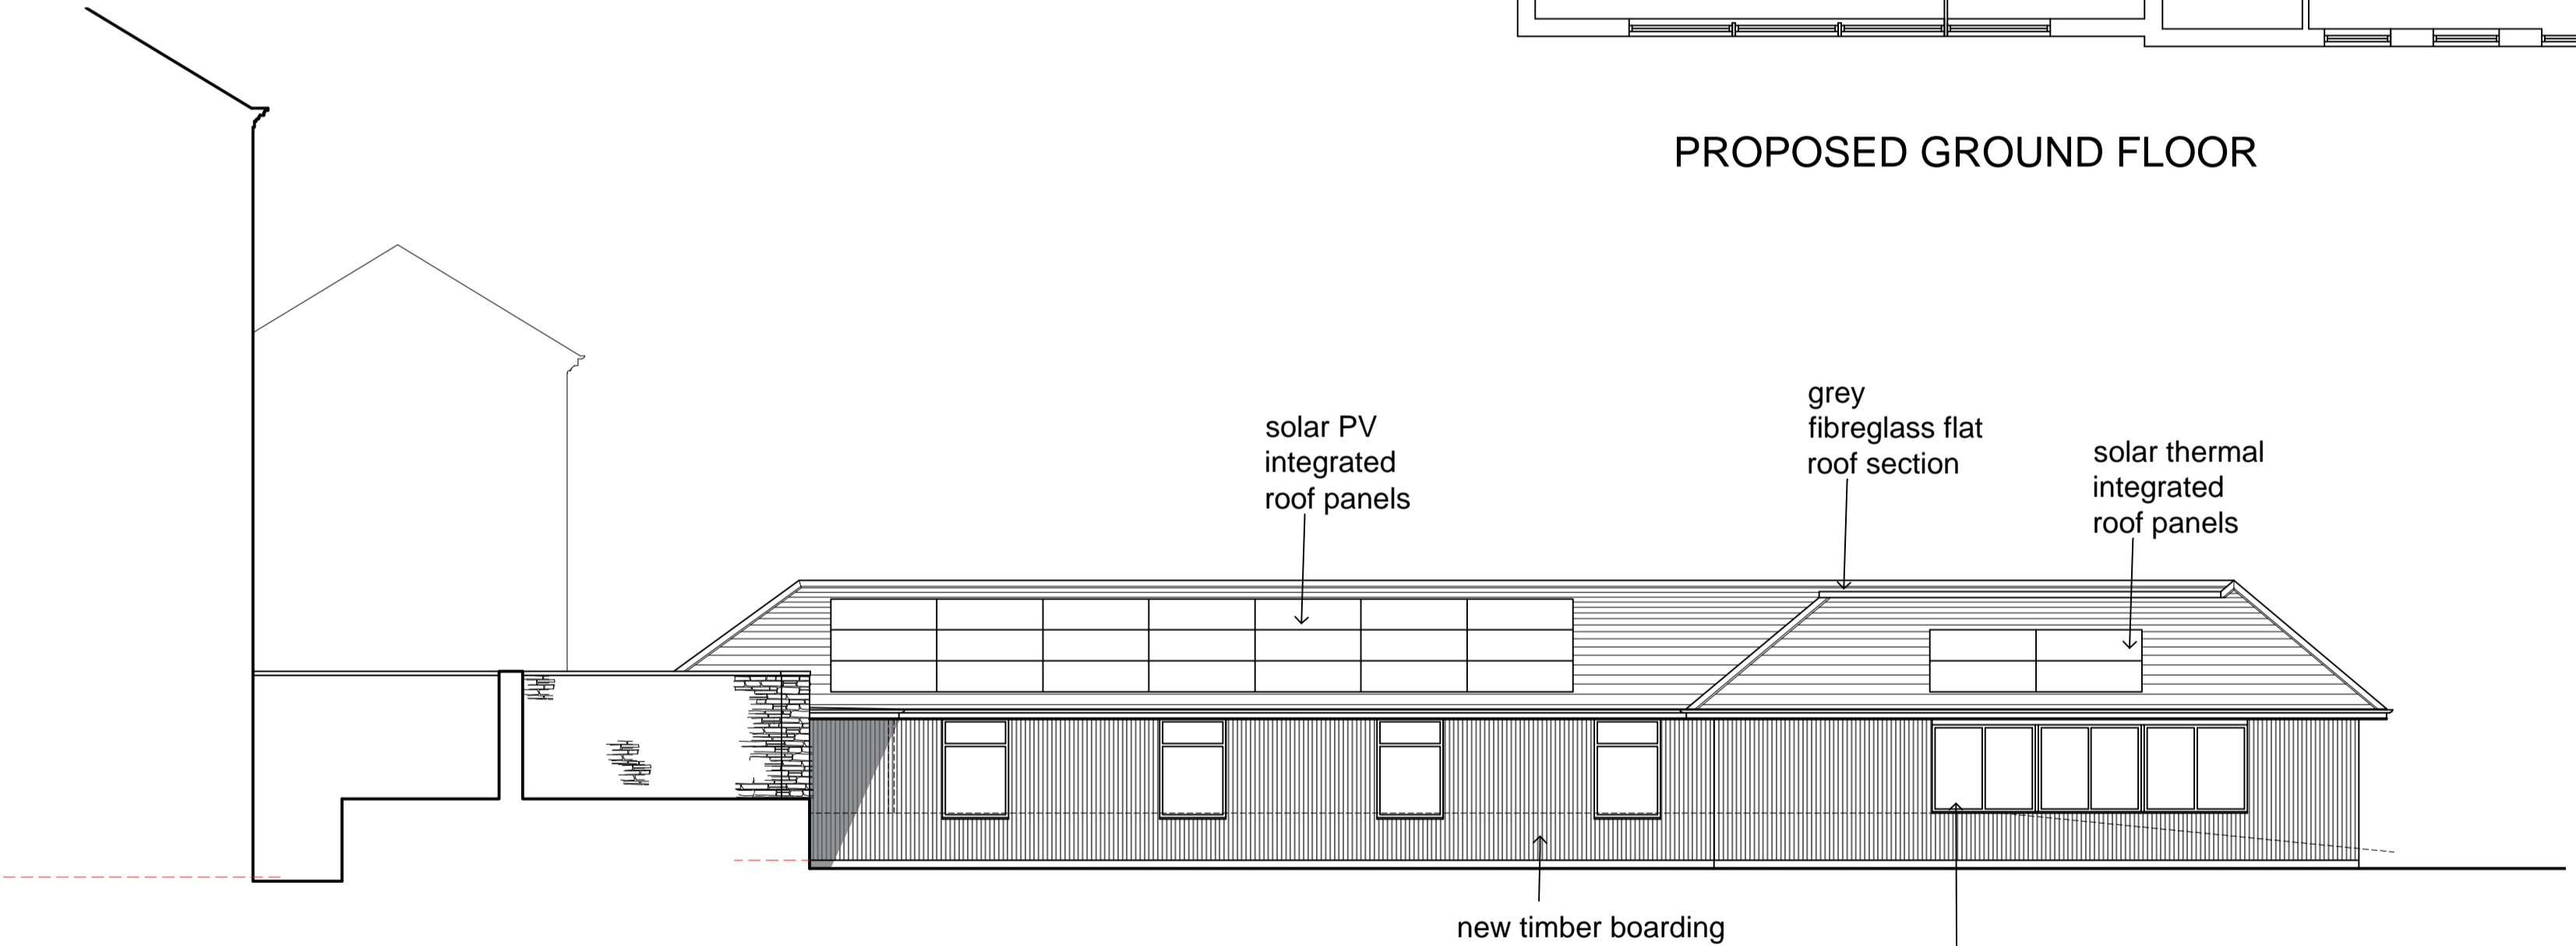 PROPOSED GROUND FLOOR
grey
fibreglass flat
roof section
solar PV
integrated
roof panels
solar thermal
integrated
roof panels
new timber boarding